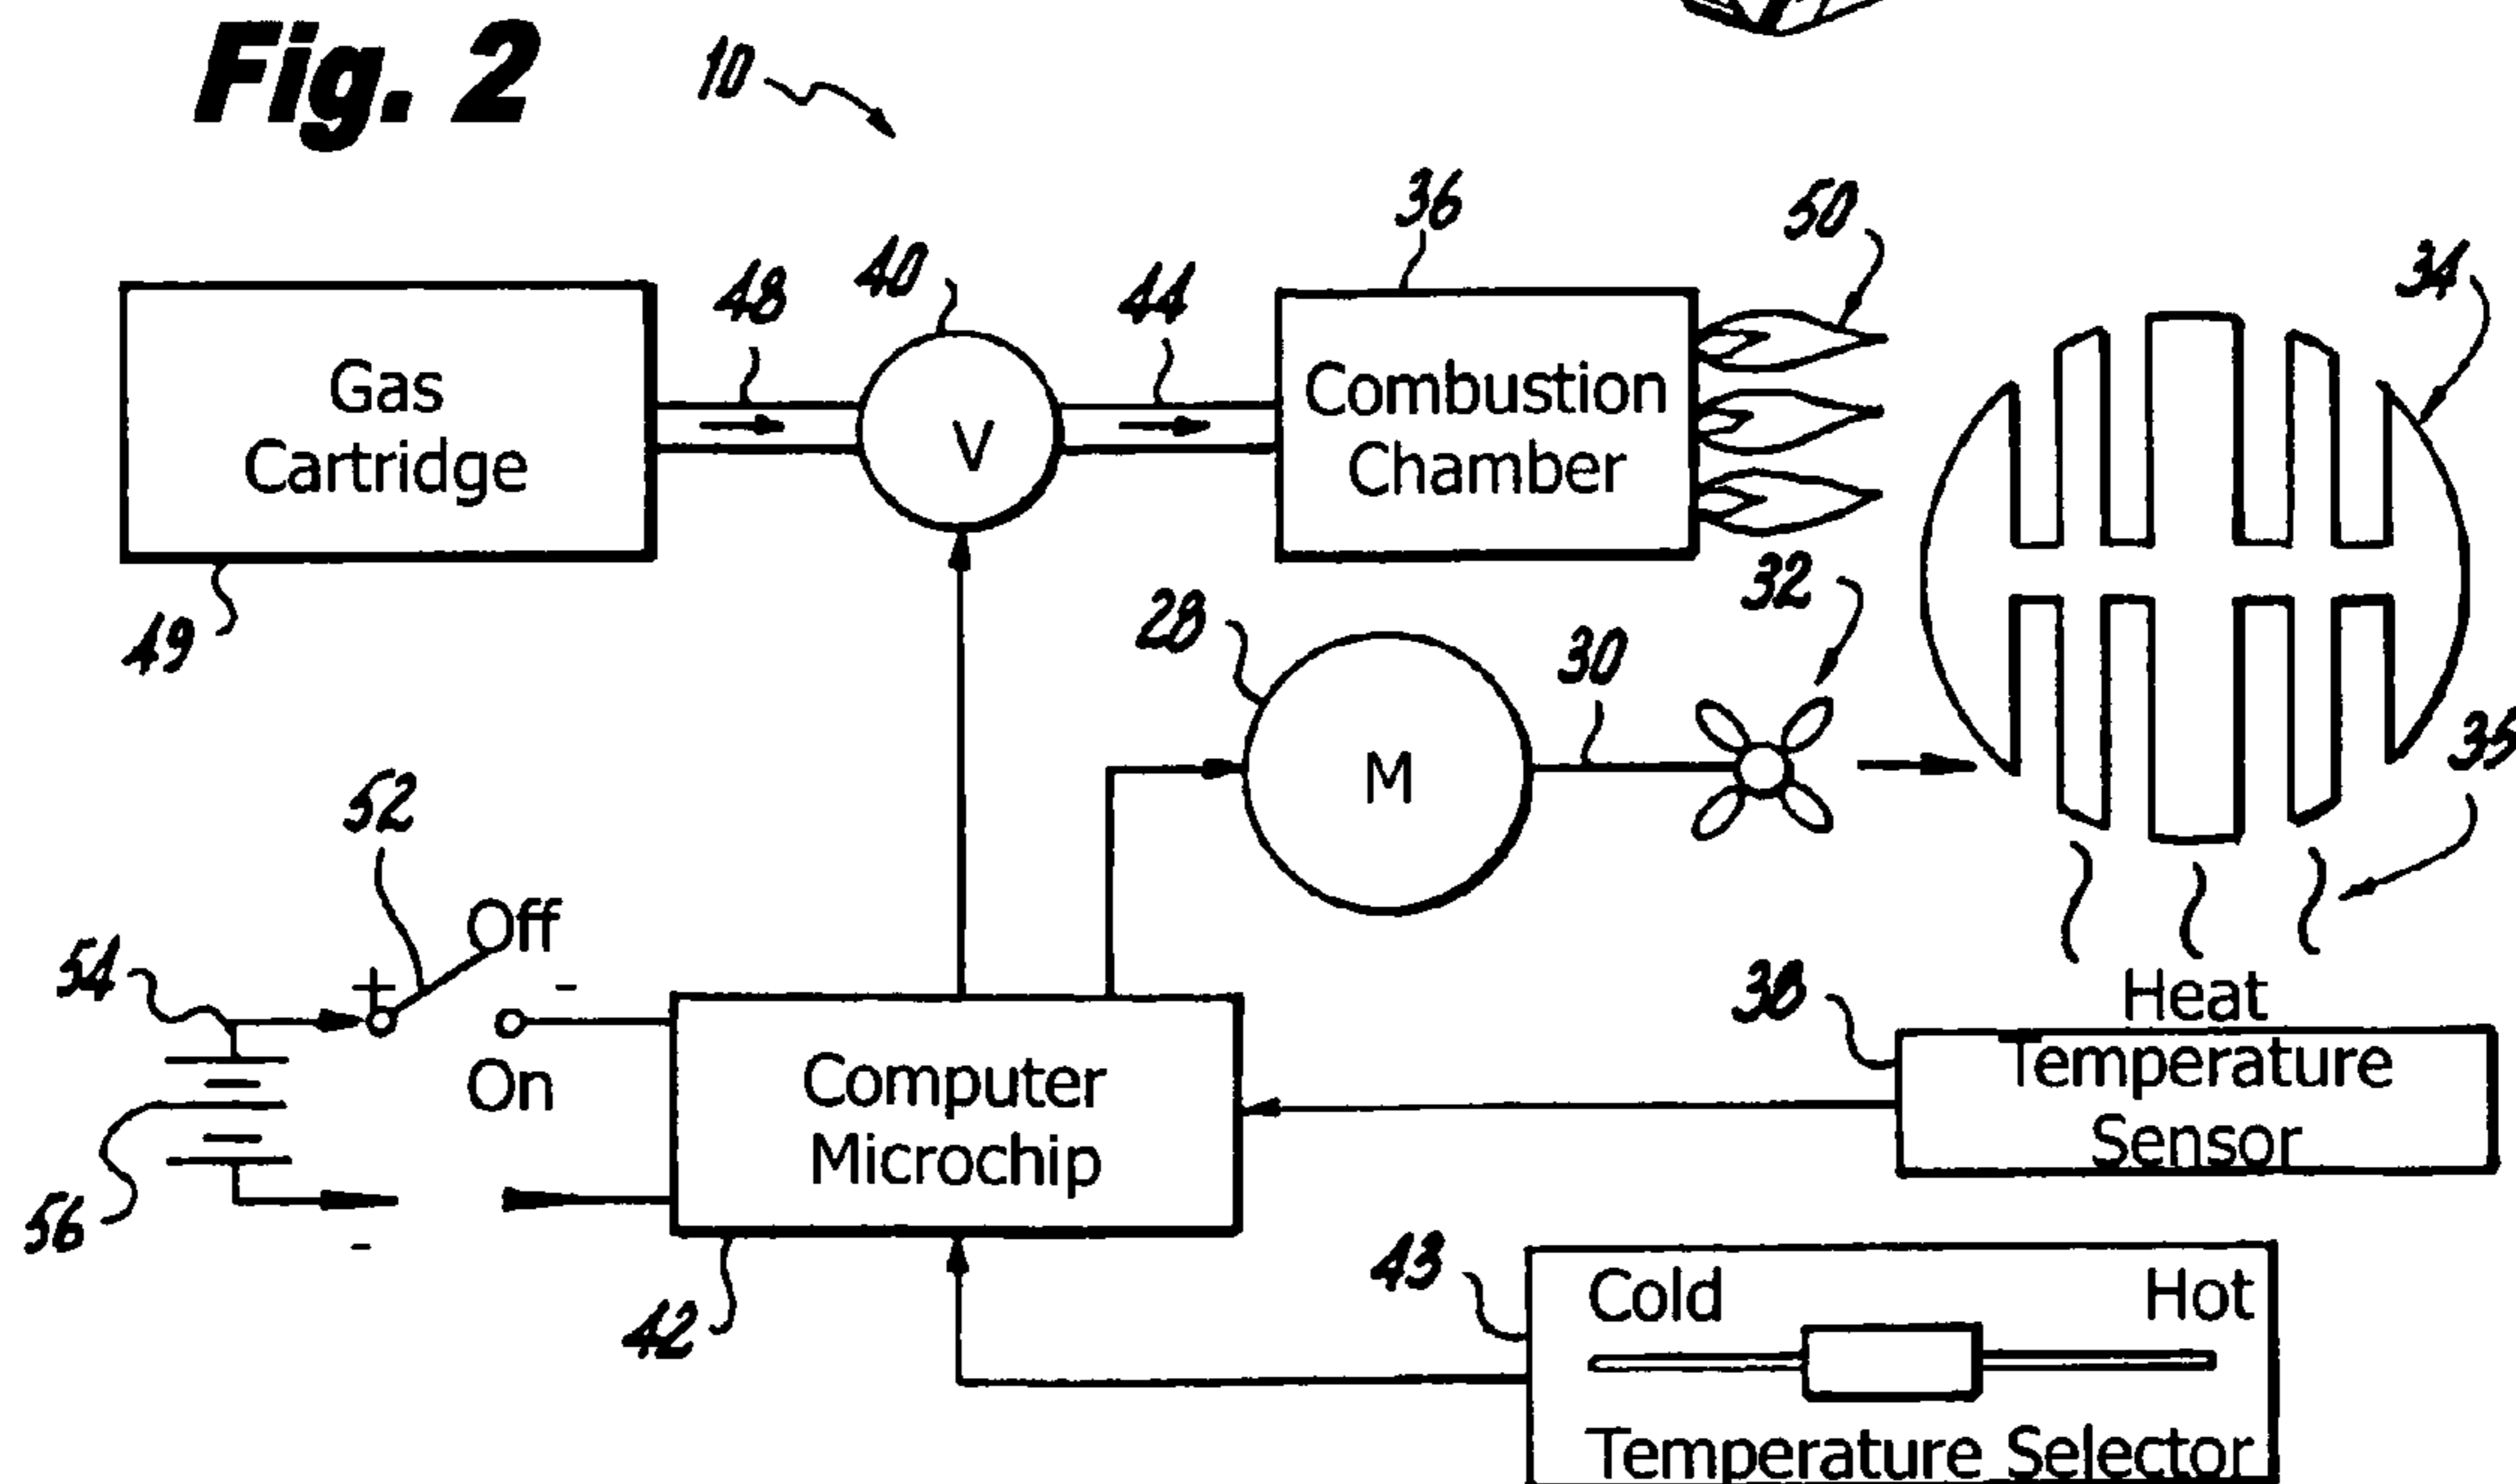 Fig. 2
10
36
50
34
48
40
44
Gas
Cartridge
V
Combustion
Chamber
49
32
28
30
M
35
52
Off
54
+
-
On
Heat
38
Temperature
Sensor
Computer
Microchip
56
-
42
43
Cold Hot
Temperature Selector